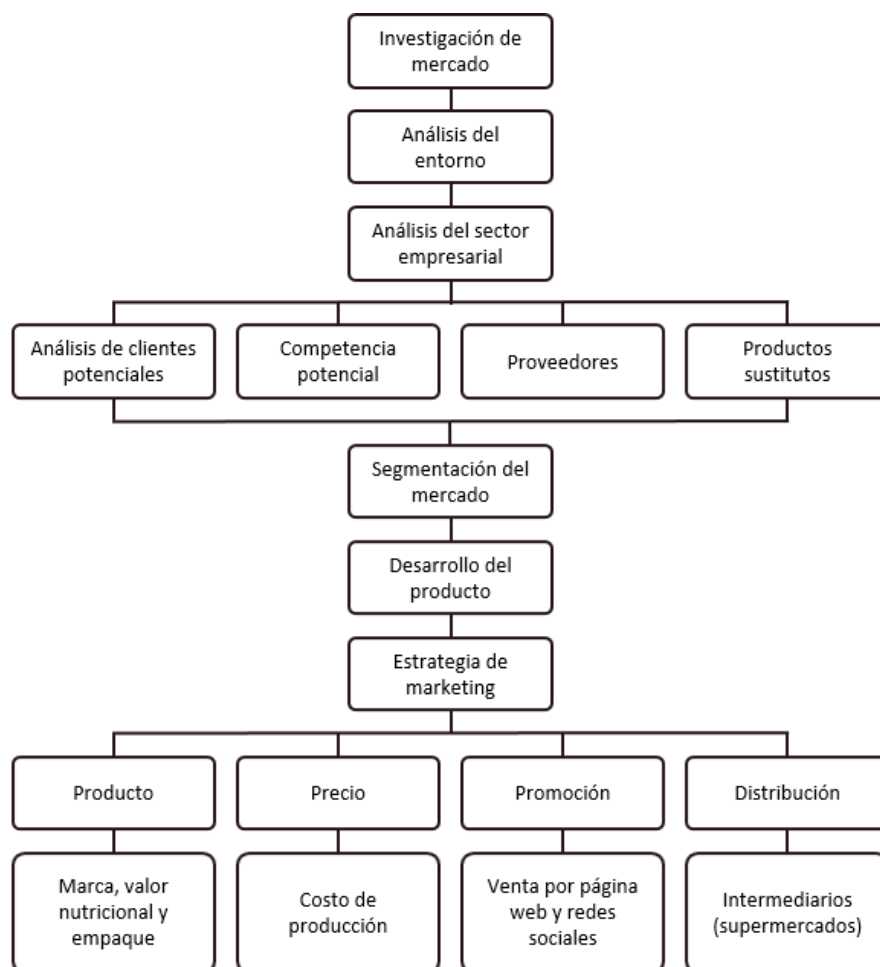 Investigación de
mercado
Análisis del
entorno
Análisis del sector
empresarial
Análisis de clientes
potenciales
Competencia
potencial
Proveedores
Productos
sustitutos
Segmentación del
mercado
Desarrollo del
producto
Estrategia de
marketing
Producto
Precio
Promoción
Distribución
Marca, valor
nutricional y
empaque
Costo de
producción
Venta por página
web y redes
sociales
Intermediarios
(supermercados)